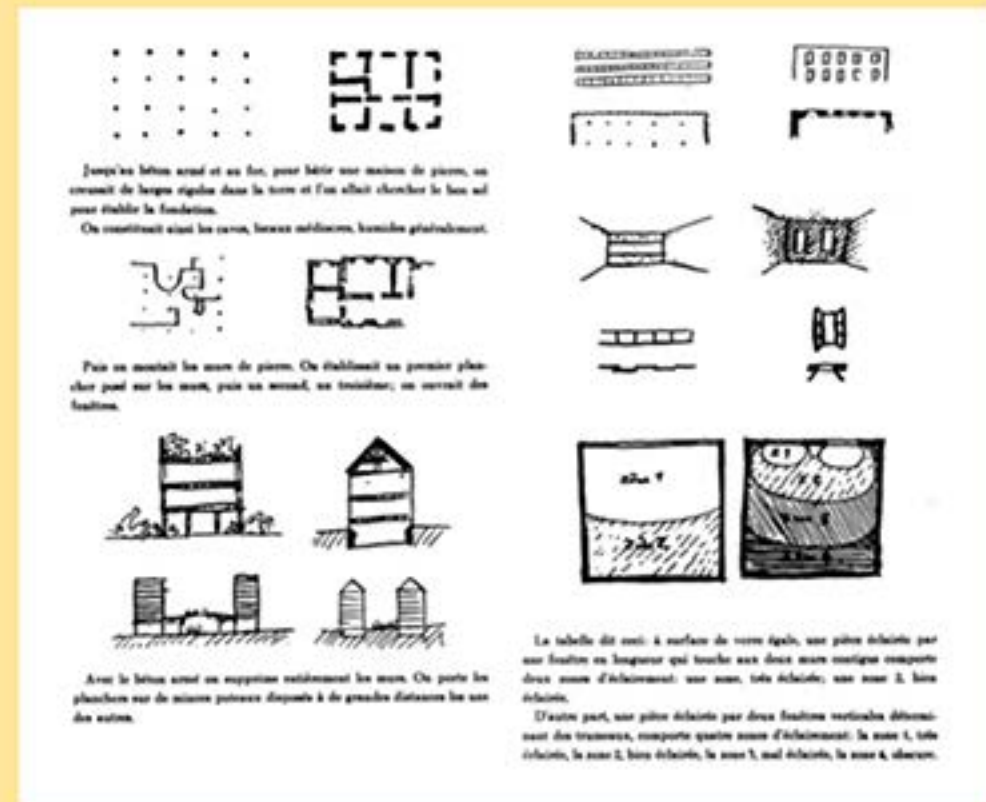 Jusqu'au béton armé et au fer, pour bâtir une maison de pierre, on
creusait de larges rigoles dans la terre et l'on allait chercher le bon sol
pour établir la fondation.
On constituait ainsi les caves, locaux médiocres, humides généralement.
Puis on montait les murs de pierre. On établissait un premier plan-
cher posé sur les murs, puis un second, un troisième; on ouvrait des
fenêtres.
Avec le béton armé on supprime entièrement les murs. On porte les
planchers sur de minces poteaux disposés à de grandes distances les uns
des autres.
zone 1
zone 2
La tabelle dit ceci: à surface de verre égale, une pièce éclairée par
une fenêtre en longueur qui touche aux deux murs contigus comporte
deux zones d'éclairement: une zone, très éclairée; une zone 2, bien
éclairée.
D'autre part, une pièce éclairée par deux fenêtres verticales détermi-
nant des trumeaux, comporte quatre zones d'éclairement: la zone 1, très
éclairée, la zone 2, bien éclairée, la zone 3, mal éclairée, la zone 4, obscure.